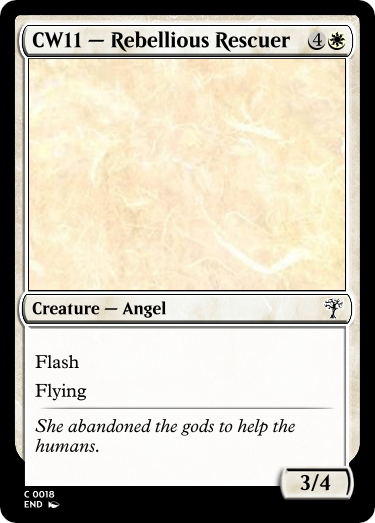 CW11 — Rebellious Rescuer 4
Creature — Angel
Flash
Flying
She abandoned the gods to help the
humans.
3/4
C 0018
END